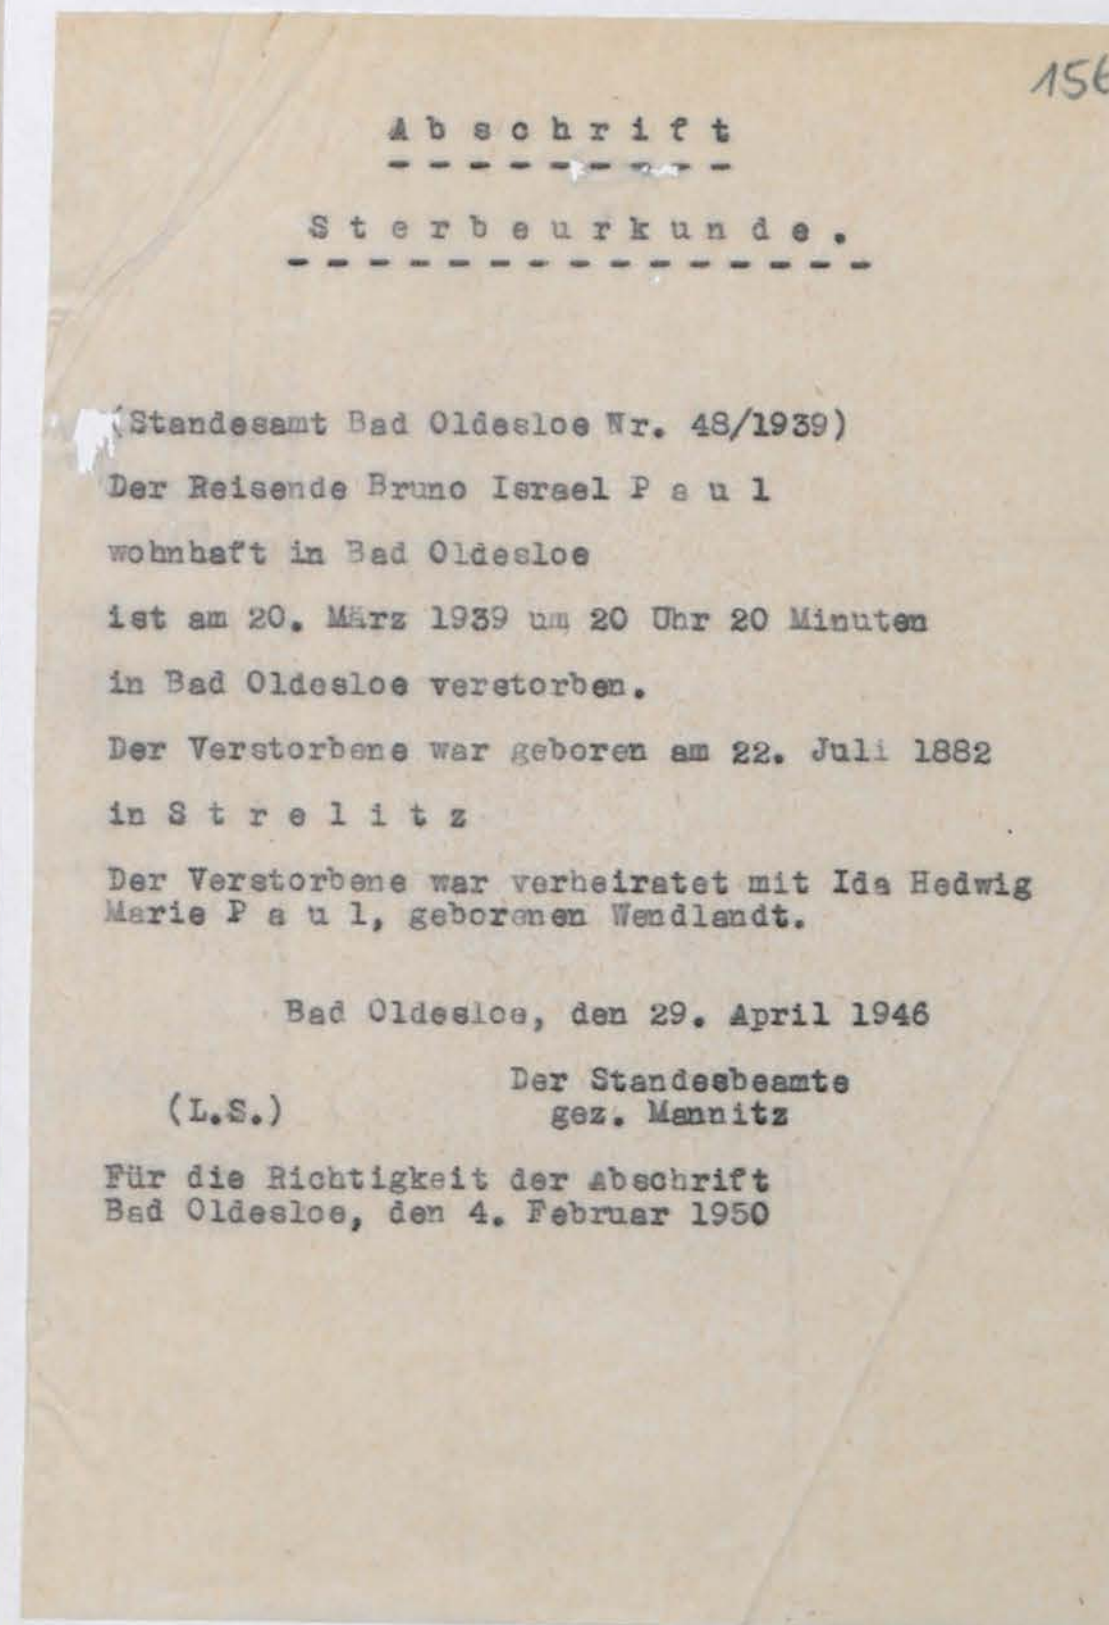 156
Abschrift
---------
Sterbeurkunde.
---------------
(Standesamt Bad Oldesloe Nr. 48/1939)
Der Reisende Bruno Israel P a u l
wohnhaft in Bad Oldesloe
ist am 20. März 1939 um 20 Uhr 20 Minuten
in Bad Oldesloe verstorben.
Der Verstorbene war geboren am 22. Juli 1882
in S t r e l i t z
Der Verstorbene war verheiratet mit Ida Hedwig
Marie P a u l, geborenen Wendlandt.
Bad Oldesloe, den 29. April 1946
Der Standesbeamte
(L.S.) gez. Mannitz
Für die Richtigkeit der Abschrift
Bad Oldesloe, den 4. Februar 1950